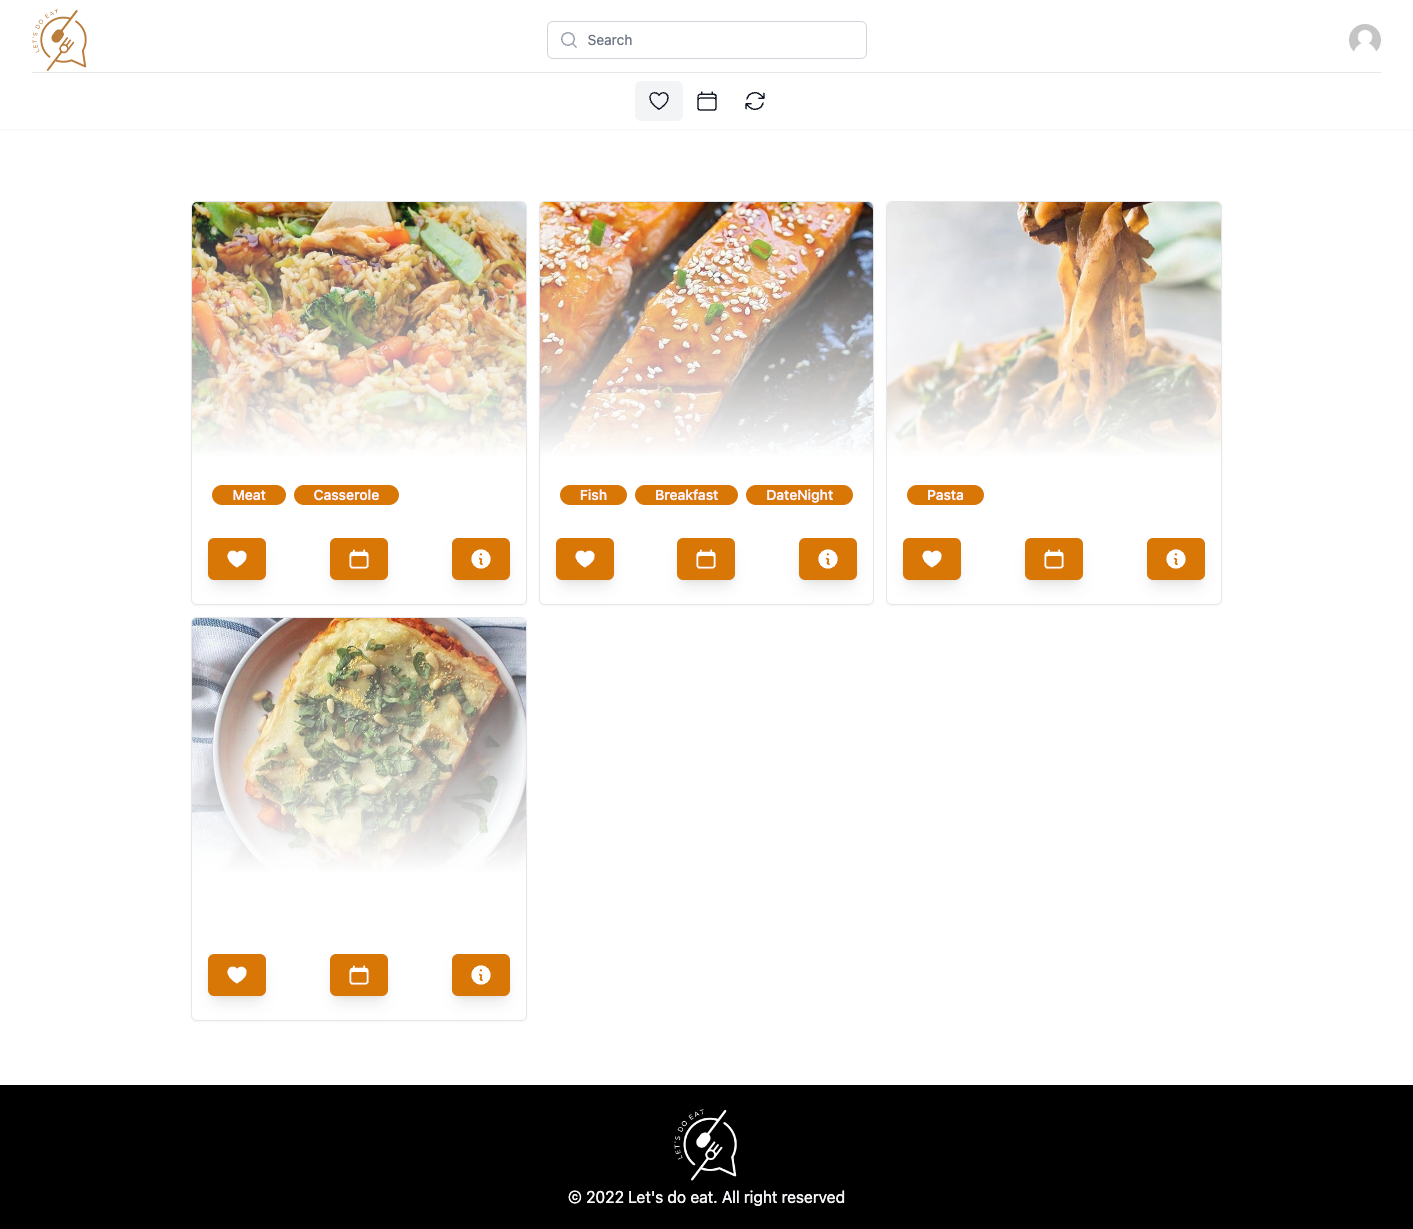 LET'S DO EAT
Search
Meat Casserole
Fish Breakfast DateNight
Pasta
LET'S DO EAT
© 2022 Let's do eat. All right reserved